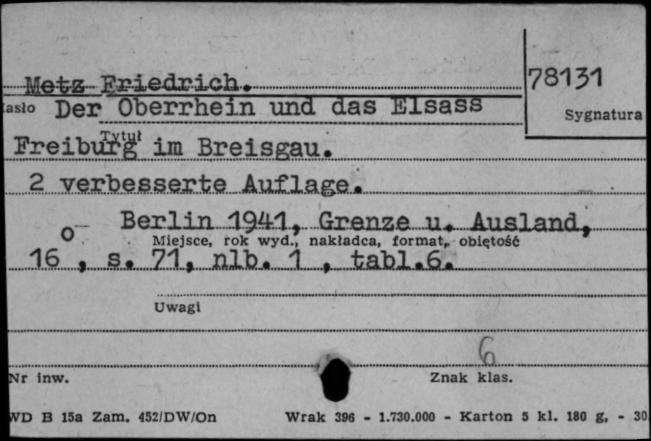 Metz Friedrich.
78131
asło Der Oberrhein und das Elsass
Sygnatura
Tytuł
Freiburg im Breisgau.
2 verbesserte Auflage.
Berlin 1941, Grenze u. Ausland,
Miejsce, rok wyd., nakładca, format, obiętość
16°, s. 71, nlb. 1 , tabl.6.
Uwagi
6
Nr inw.
Znak klas.
WD B 15a Zam. 452/DW/On Wrak 396 - 1.730.000 - Karton 5 kl. 180 g, - 30